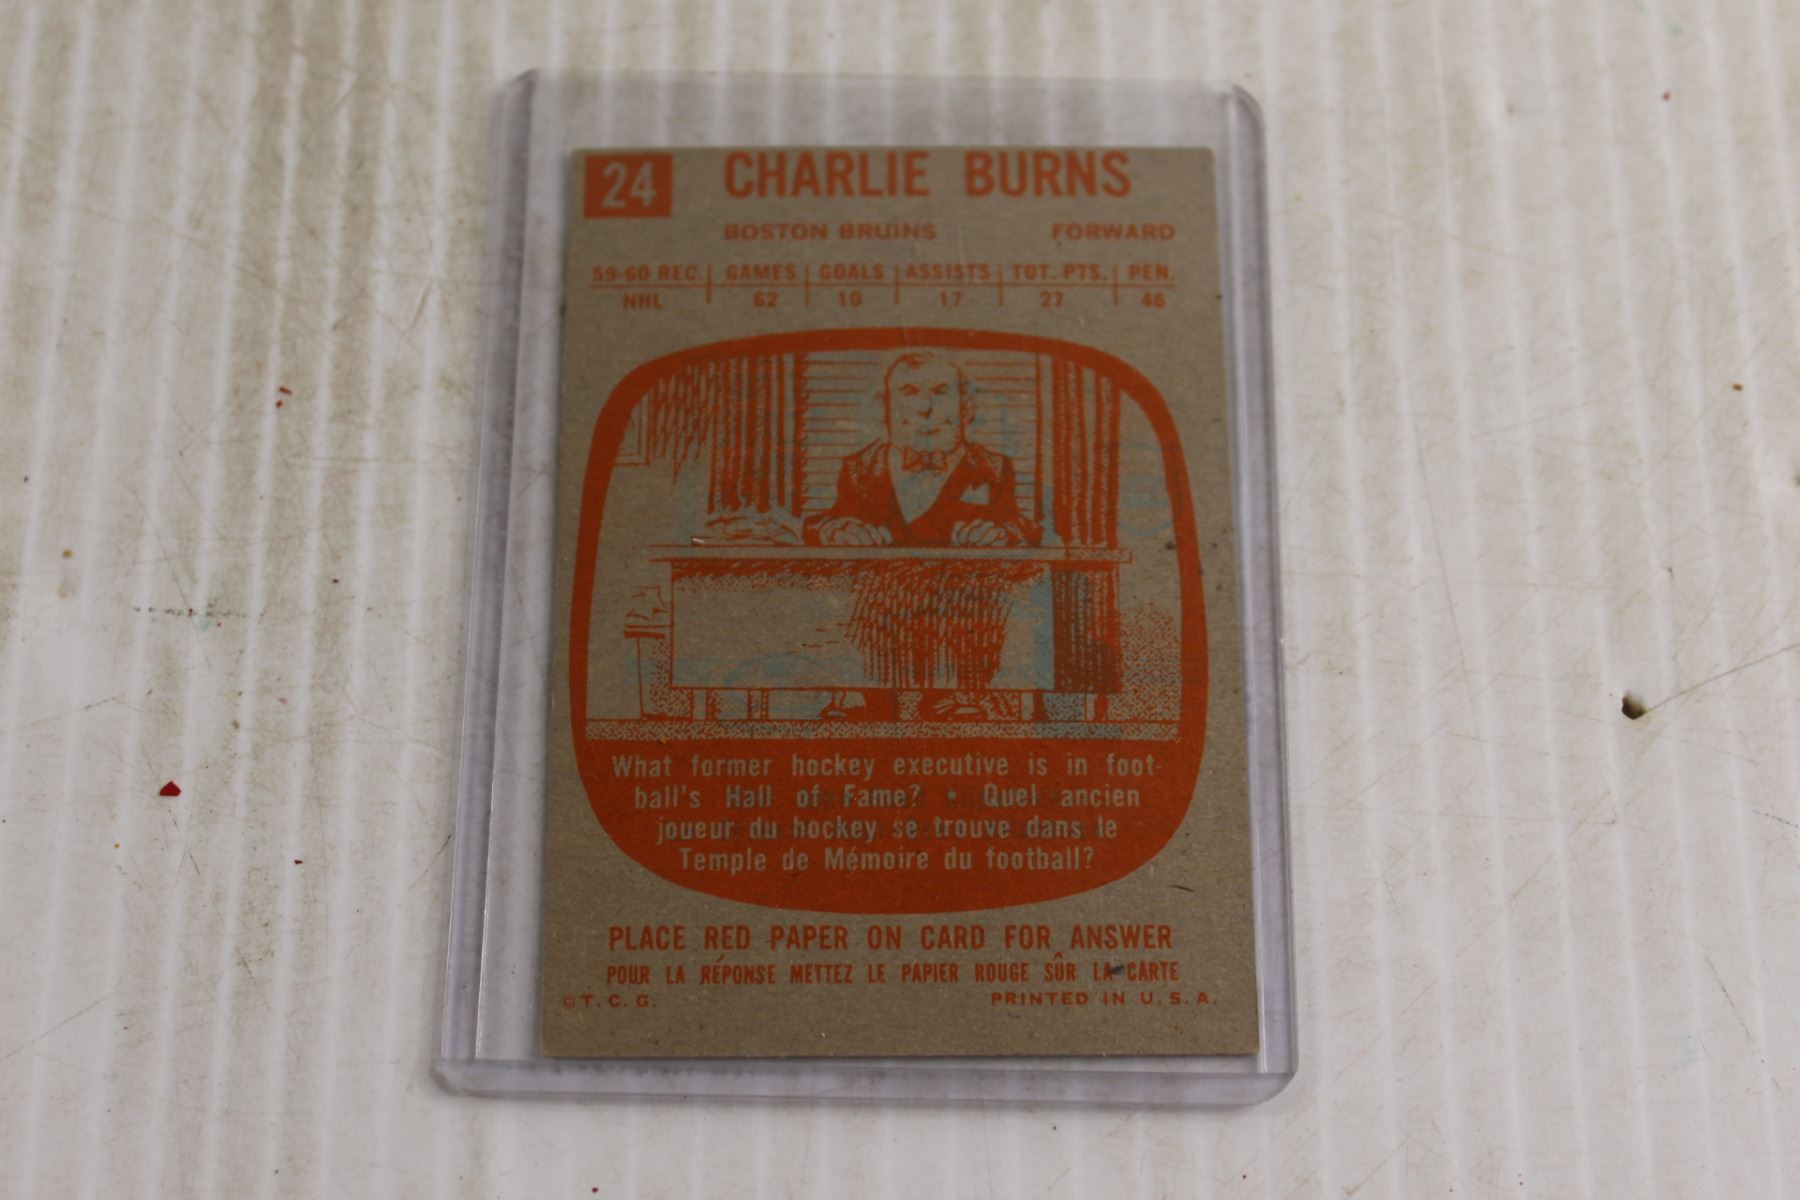 24 CHARLIE BURNS
BOSTON BRUINS FORWARD
59-60 REC. GAMES GOALS ASSISTS TOT. PTS. PEN.
NHL 62 10 17 27 46
What former hockey executive is in foot-
ball's Hall of Fame? • Quel ancien
joueur du hockey se trouve dans le
Temple de Mémoire du football?
PLACE RED PAPER ON CARD FOR ANSWER
POUR LA RÉPONSE METTEZ LE PAPIER ROUGE SÛR LA CARTE
© T. C. G. PRINTED IN U. S. A.